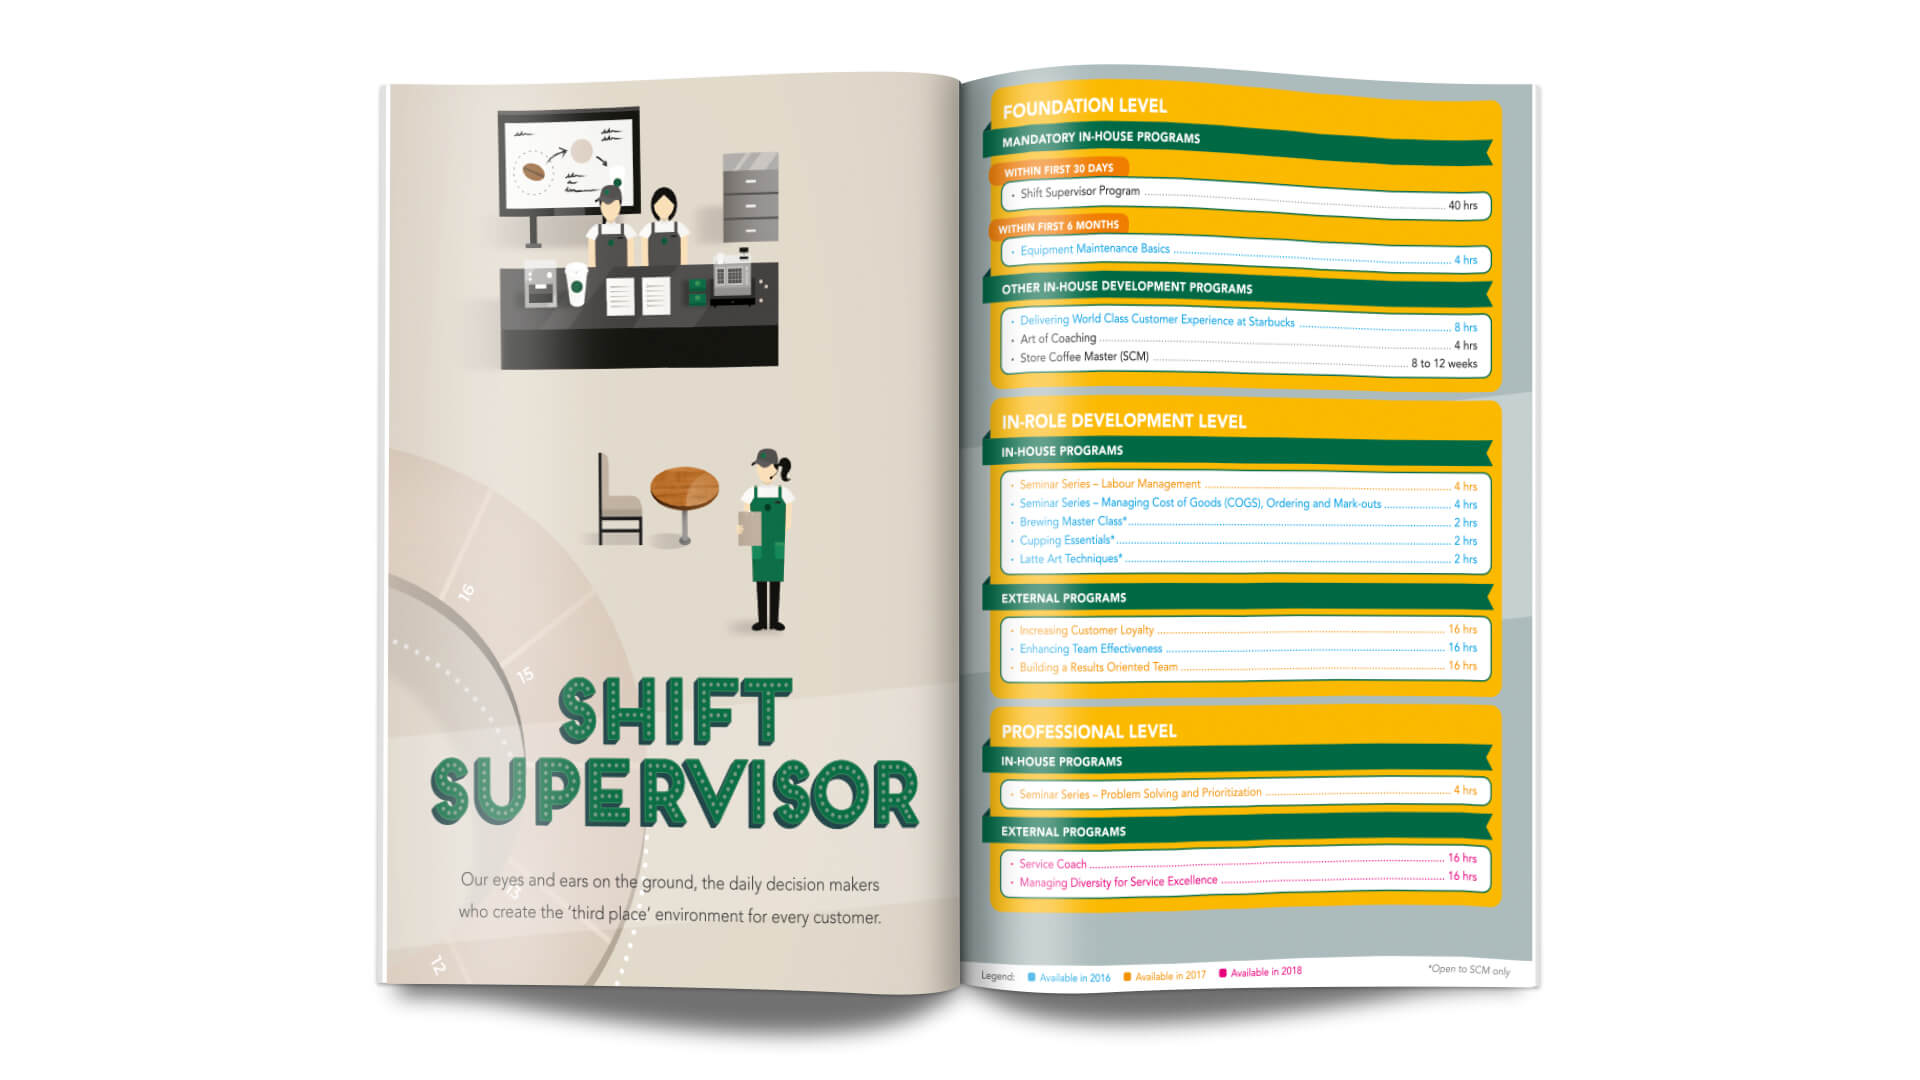 16
15
13
12
SHIFT
SUPERVISOR
Our eyes and ears on the ground, the daily decision makers
who create the ‘third place’ environment for every customer.
FOUNDATION LEVEL
MANDATORY IN-HOUSE PROGRAMS
WITHIN FIRST 30 DAYS
• Shift Supervisor Program 40 hrs
WITHIN FIRST 6 MONTHS
• Equipment Maintenance Basics 4 hrs
OTHER IN-HOUSE DEVELOPMENT PROGRAMS
• Delivering World Class Customer Experience at Starbucks 8 hrs
• Art of Coaching 4 hrs
• Store Coffee Master (SCM) 8 to 12 weeks
IN-ROLE DEVELOPMENT LEVEL
IN-HOUSE PROGRAMS
• Seminar Series – Labour Management 4 hrs
• Seminar Series – Managing Cost of Goods (COGS), Ordering and Mark-outs 4 hrs
• Brewing Master Class* 2 hrs
• Cupping Essentials* 2 hrs
• Latte Art Techniques* 2 hrs
EXTERNAL PROGRAMS
• Increasing Customer Loyalty 16 hrs
• Enhancing Team Effectiveness 16 hrs
• Building a Results Oriented Team 16 hrs
PROFESSIONAL LEVEL
IN-HOUSE PROGRAMS
• Seminar Series – Problem Solving and Prioritization 4 hrs
EXTERNAL PROGRAMS
• Service Coach 16 hrs
• Managing Diversity for Service Excellence 16 hrs
Legend: Available in 2016 Available in 2017 Available in 2018 *Open to SCM only